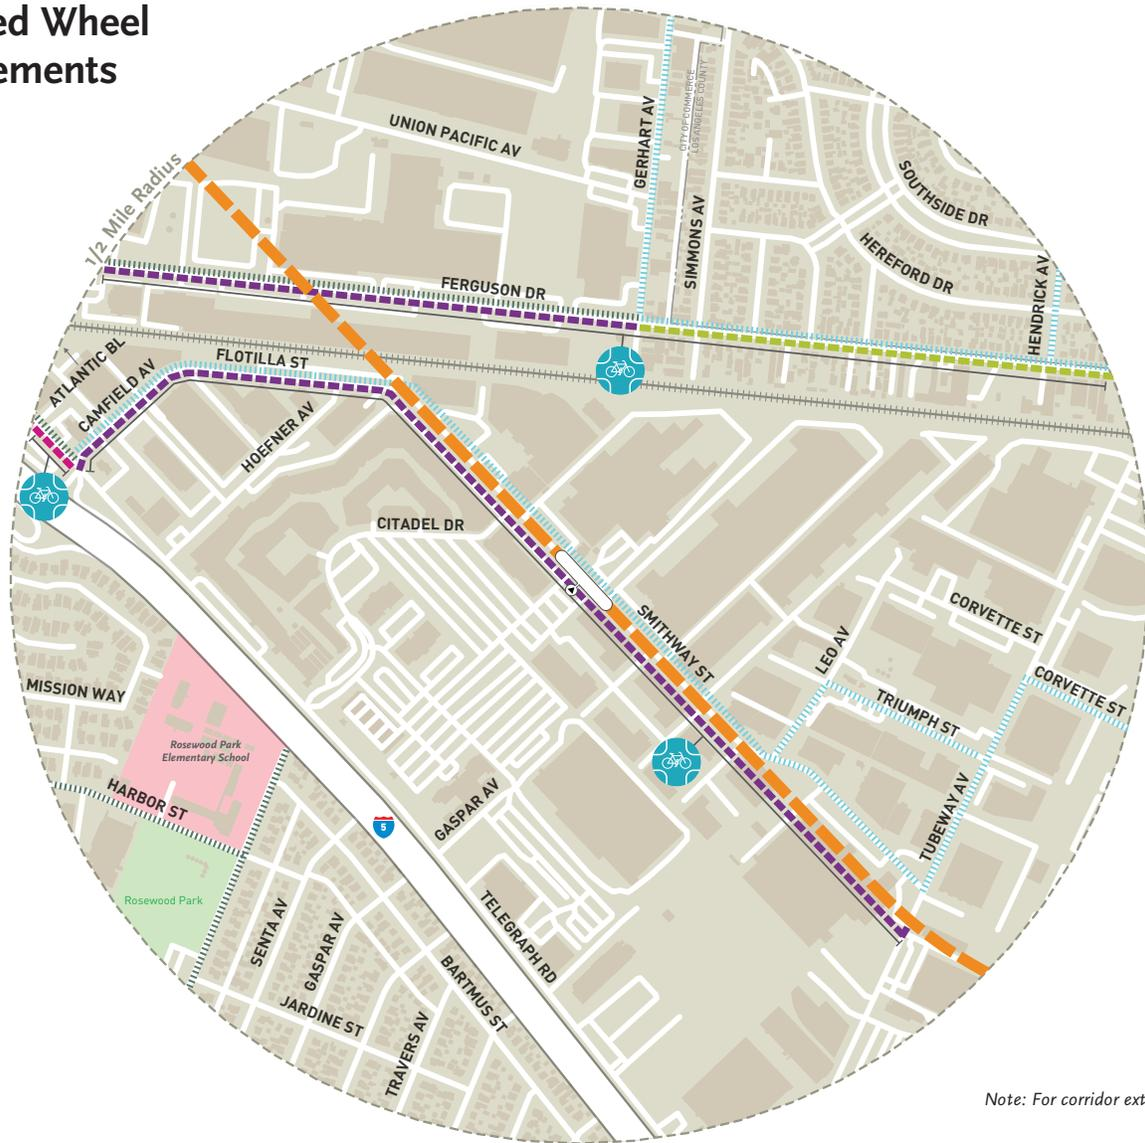 ed Wheel
ements
1/2 Mile Radius
UNION PACIFIC AV
GERHART AV
CITY OF COMMERCE
LOS ANGELES COUNTY
SIMMONS AV
SOUTHSIDE DR
HEREFORD DR
HENDRICK AV
FERGUSON DR
FLOTILLA ST
ATLANTIC BL
CAMFIELD AV
HOEFNER AV
CITADEL DR
SMITHWAY ST
CORVETTE ST
LEO AV
TRIUMPH ST
CORVETTE ST
MISSION WAY
Rosewood Park
Elementary School
HARBOR ST
5
GASPAR AV
TUBEWAY AV
Rosewood Park
SENTA AV
GASPAR AV
TELEGRAPH RD
BARTMUS ST
JARDINE ST
TRAVERS AV
Note: For corridor ext